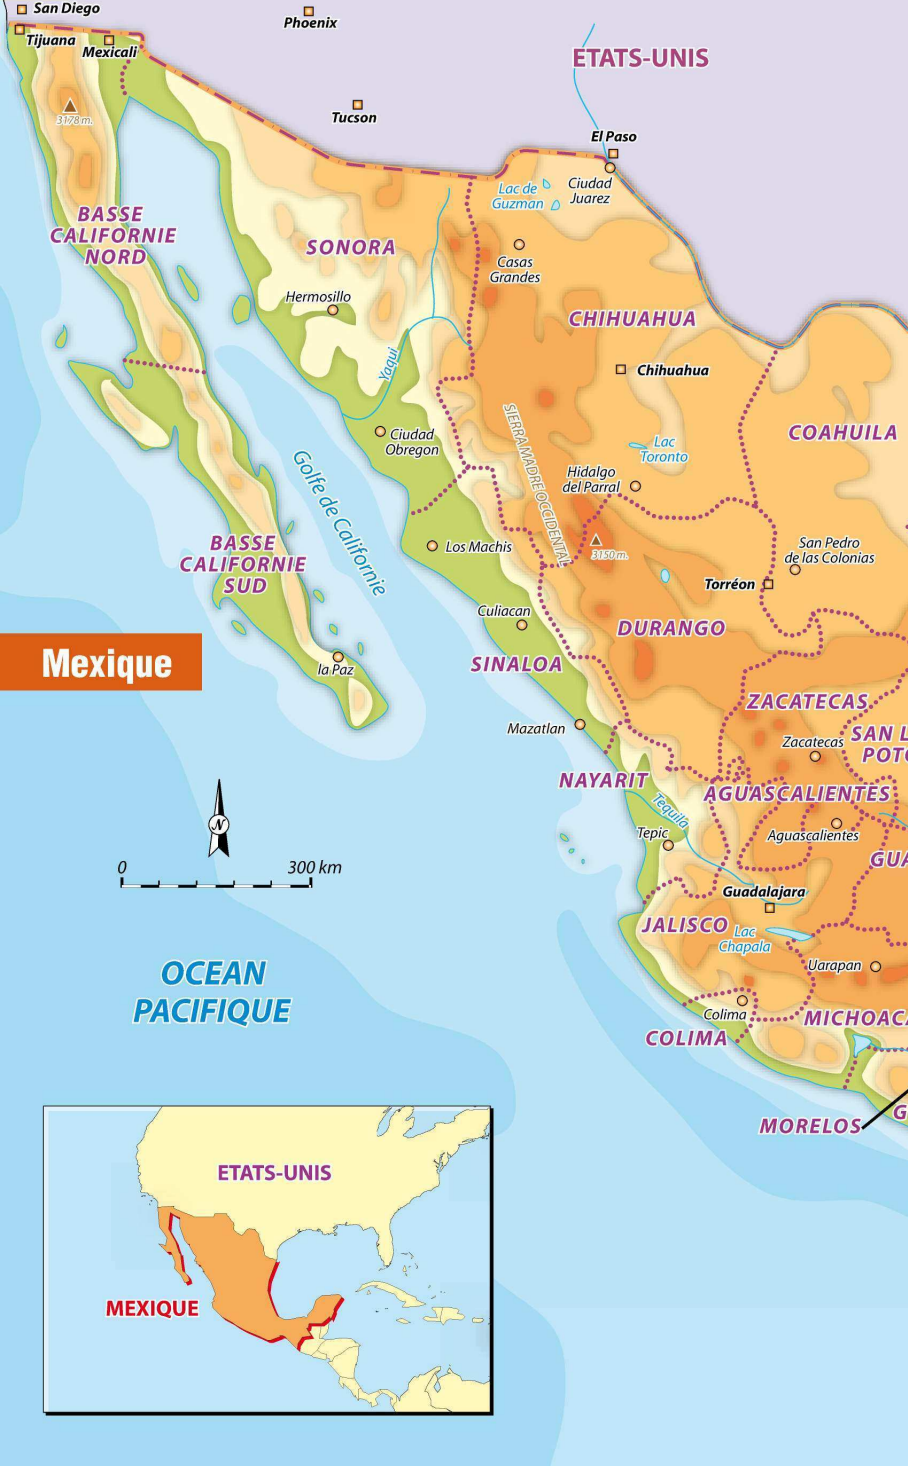 San Diego
Phoenix
Tijuana
Mexicali
ETATS-UNIS
3178 m.
Tucson
El Paso
Lac de
Guzman
Ciudad
Juarez
BASSE
CALIFORNIE
NORD
SONORA
Casas
Grandes
Hermosillo
CHIHUAHUA
Yaqui
Chihuahua
SIERRA MADRE OCCIDENTAL
Ciudad
Obregon
Lac
Toronto
COAHUILA
Golfe de Californie
Hidalgo
del Parral
BASSE
CALIFORNIE
SUD
Los Machis
3150 m.
San Pedro
de las Colonias
Torréon
Culiacan
DURANGO
Mexique
la Paz
SINALOA
ZACATECAS
Mazatlan
Zacatecas
SAN L
POTO
NAYARIT
AGUASCALIENTES
Tequila
Tepic
Aguascalientes
N
0 300 km
GUA
Guadalajara
JALISCO
Lac
Chapala
Uarapan
OCEAN
PACIFIQUE
Colima
MICHOACA
COLIMA
MORELOS
G
ETATS-UNIS
MEXIQUE